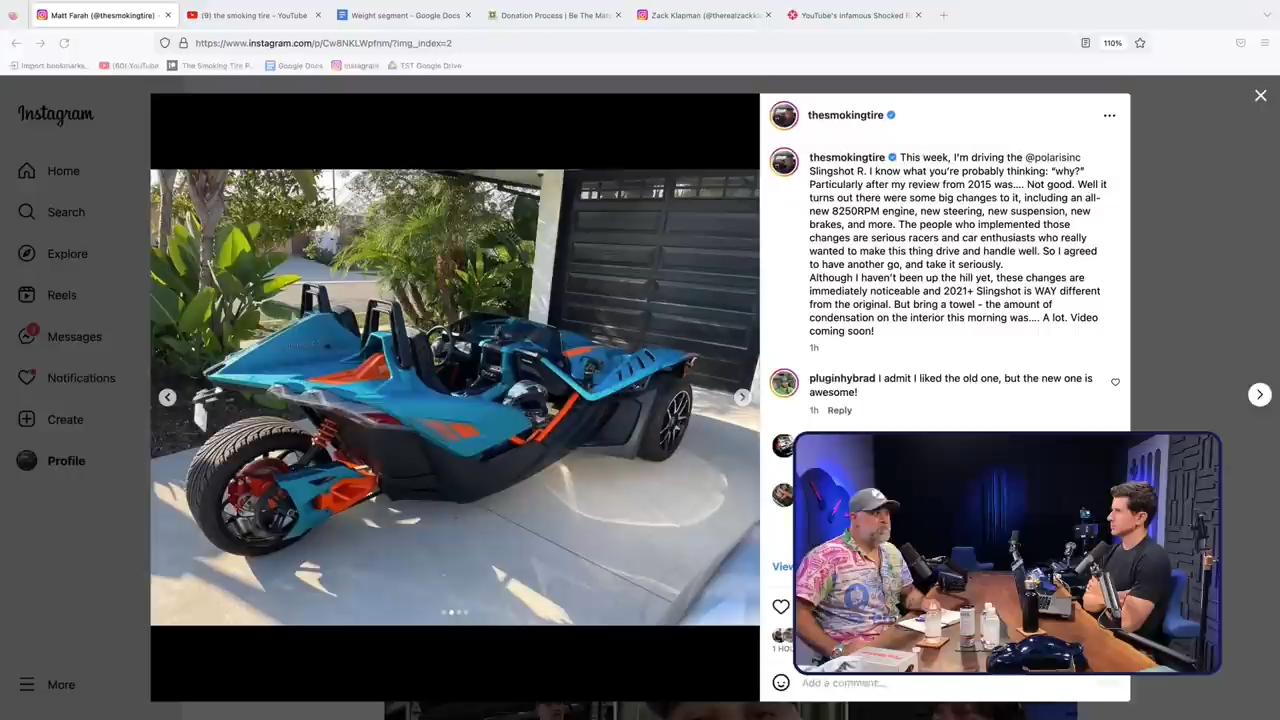 Matt Farah (@thesmokingtire) ·
(9) the smoking tire - YouTube
Weight segment - Google Docs
Donation Process | Be The Mat
Zack Klapman (@therealzackkl
YouTube's Infamous Shocked F
https://www.instagram.com/p/Cw8NKLWpfnm/?img_index=2
110%
Import bookmarks...
(60) YouTube
The Smoking Tire P...
Google Docs
Instagram
TST Google Drive
Instagram
Home
Search
Explore
Reels
Messages
Notifications
Create
Profile
More
thesmokingtire
thesmokingtire This week, I'm driving the @polarisinc
Slingshot R. I know what you're probably thinking: "why?"
Particularly after my review from 2015 was.... Not good. Well it
turns out there were some big changes to it, including an all-
new 8250RPM engine, new steering, new suspension, new
brakes, and more. The people who implemented those
changes are serious racers and car enthusiasts who really
wanted to make this thing drive and handle well. So I agreed
to have another go, and take it seriously.
Although I haven't been up the hill yet, these changes are
immediately noticeable and 2021+ Slingshot is WAY different
from the original. But bring a towel - the amount of
condensation on the interior this morning was.... A lot. Video
coming soon!
1h
pluginhybrad I admit I liked the old one, but the new one is
awesome!
1h Reply
View
1 HOU
Add a comment...